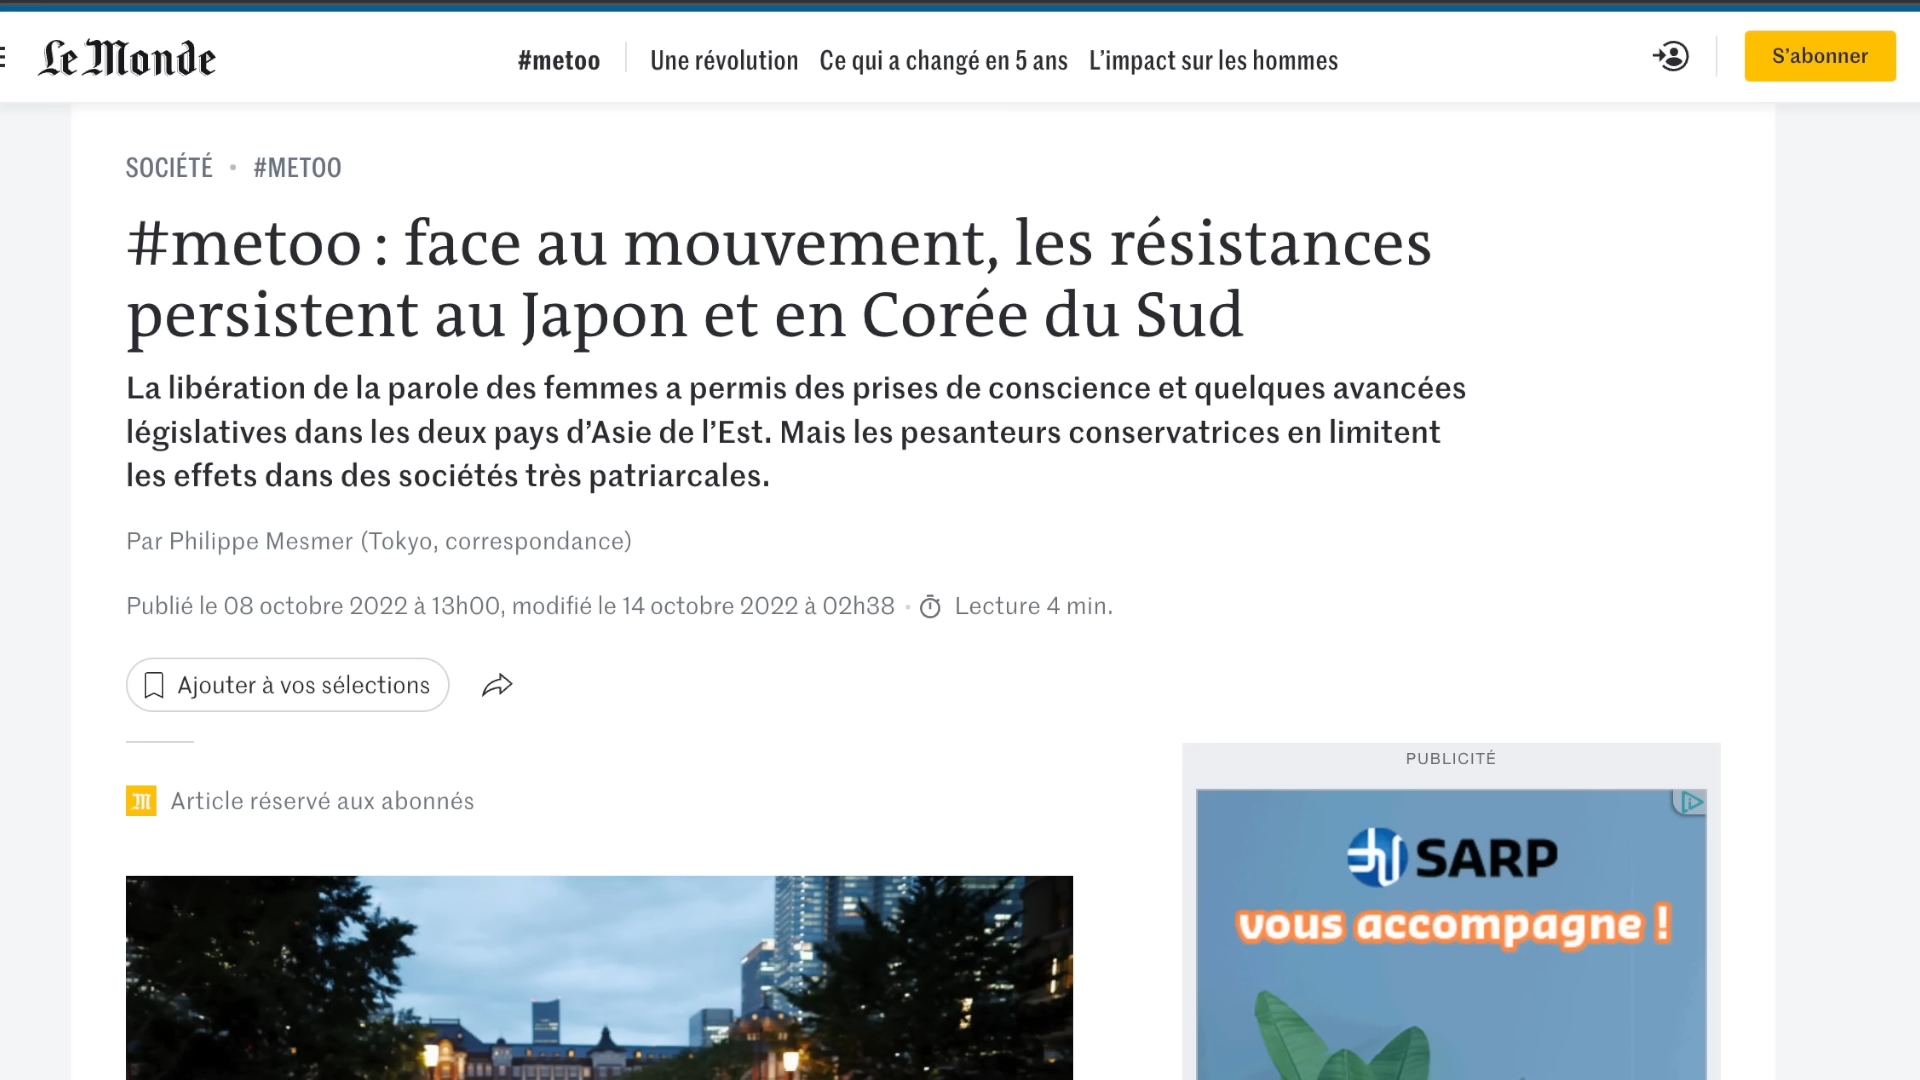 Le Monde
#metoo
Une révolution
Ce qui a changé en 5 ans
L’impact sur les hommes
S’abonner
SOCIÉTÉ • #METOO
#metoo : face au mouvement, les résistances
persistent au Japon et en Corée du Sud
La libération de la parole des femmes a permis des prises de conscience et quelques avancées
législatives dans les deux pays d’Asie de l’Est. Mais les pesanteurs conservatrices en limitent
les effets dans des sociétés très patriarcales.
Par Philippe Mesmer (Tokyo, correspondance)
Publié le 08 octobre 2022 à 13h00, modifié le 14 octobre 2022 à 02h38 • Lecture 4 min.
Ajouter à vos sélections
M Article réservé aux abonnés
PUBLICITÉ
SARP
vous accompagne !